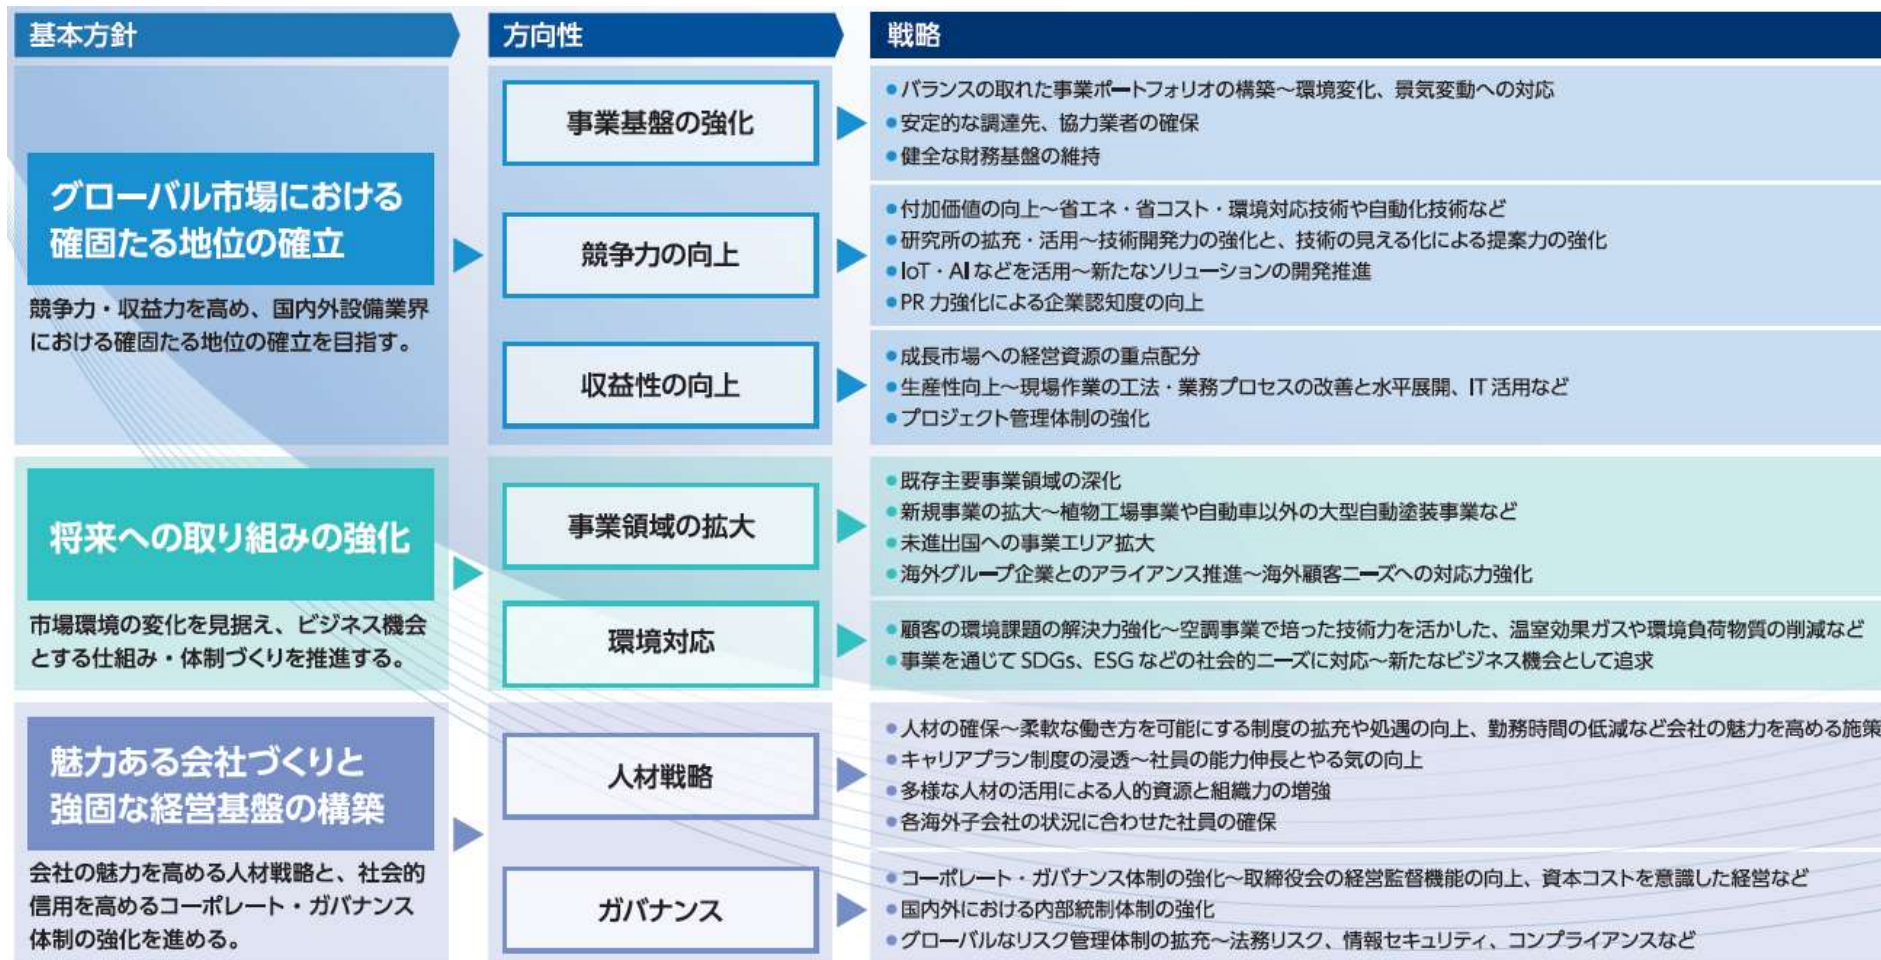 基本方針
方向性
戦略
グローバル市場における
確固たる地位の確立
競争力・収益力を高め、国内外設備業界
における確固たる地位の確立を目指す。
事業基盤の強化
●バランスの取れた事業ポートフォリオの構築～環境変化、景気変動への対応
●安定的な調達先、協力業者の確保
●健全な財務基盤の維持
競争力の向上
●付加価値の向上～省エネ・省コスト・環境対応技術や自動化技術など
●研究所の拡充・活用～技術開発力の強化と、技術の見える化による提案力の強化
●IoT・AIなどを活用～新たなソリューションの開発推進
●PR力強化による企業認知度の向上
収益性の向上
●成長市場への経営資源の重点配分
●生産性向上～現場作業の工法・業務プロセスの改善と水平展開、IT活用など
●プロジェクト管理体制の強化
将来への取り組みの強化
市場環境の変化を見据え、ビジネス機会
とする仕組み・体制づくりを推進する。
事業領域の拡大
●既存主要事業領域の深化
●新規事業の拡大～植物工場事業や自動車以外の大型自動塗装事業など
●未進出国への事業エリア拡大
●海外グループ企業とのアライアンス推進～海外顧客ニーズへの対応力強化
環境対応
●顧客の環境課題の解決力強化～空調事業で培った技術力を活かした、温室効果ガスや環境負荷物質の削減など
●事業を通じてSDGs、ESGなどの社会的ニーズに対応～新たなビジネス機会として追求
魅力ある会社づくりと
強固な経営基盤の構築
会社の魅力を高める人材戦略と、社会的
信用を高めるコーポレート・ガバナンス
体制の強化を進める。
人材戦略
●人材の確保～柔軟な働き方を可能にする制度の拡充や処遇の向上、勤務時間の低減など会社の魅力を高める施策
●キャリアプラン制度の浸透～社員の能力伸長とやる気の向上
●多様な人材の活用による人的資源と組織力の増強
●各海外子会社の状況に合わせた社員の確保
ガバナンス
●コーポレート・ガバナンス体制の強化～取締役会の経営監督機能の向上、資本コストを意識した経営など
●国内外における内部統制体制の強化
●グローバルなリスク管理体制の拡充～法務リスク、情報セキュリティ、コンプライアンスなど